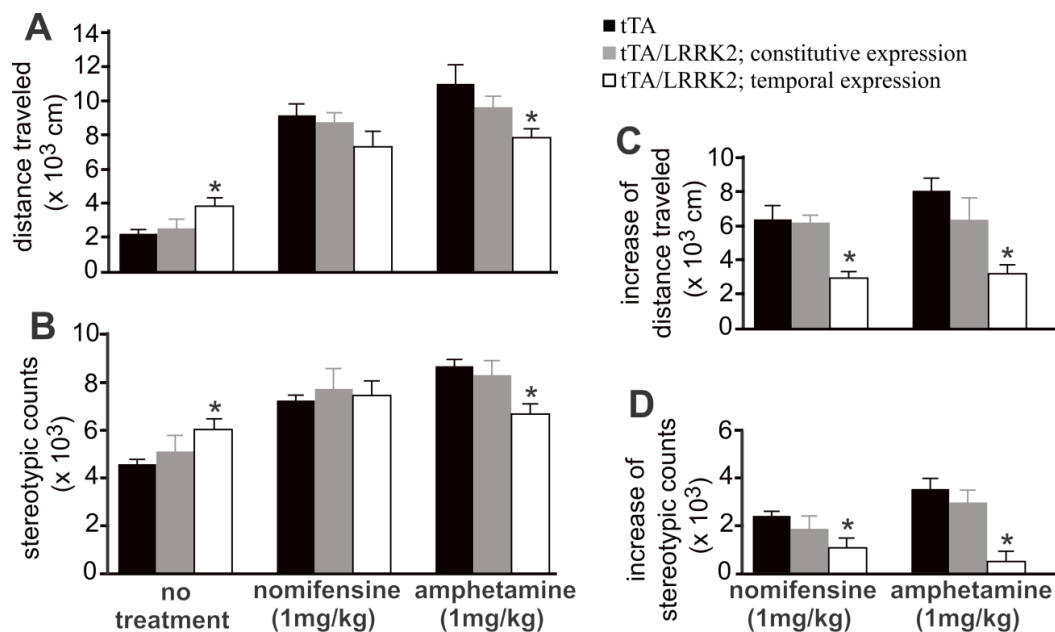 A
distance traveled
(x 10³ cm)
14
12
10
8
6
4
2
0
*
*
tTA
tTA/LRRK2; constitutive expression
tTA/LRRK2; temporal expression
B
stereotypic counts
(x 10³)
10
8
6
4
2
0
*
*
no
treatment
nomifensine
(1mg/kg)
amphetamine
(1mg/kg)
C
increase of
distance traveled
(x 10³ cm)
10
8
6
4
2
0
*
*
D
increase of
stereotypic counts
(x 10³)
6
4
2
0
*
*
nomifensine
(1mg/kg)
amphetamine
(1mg/kg)